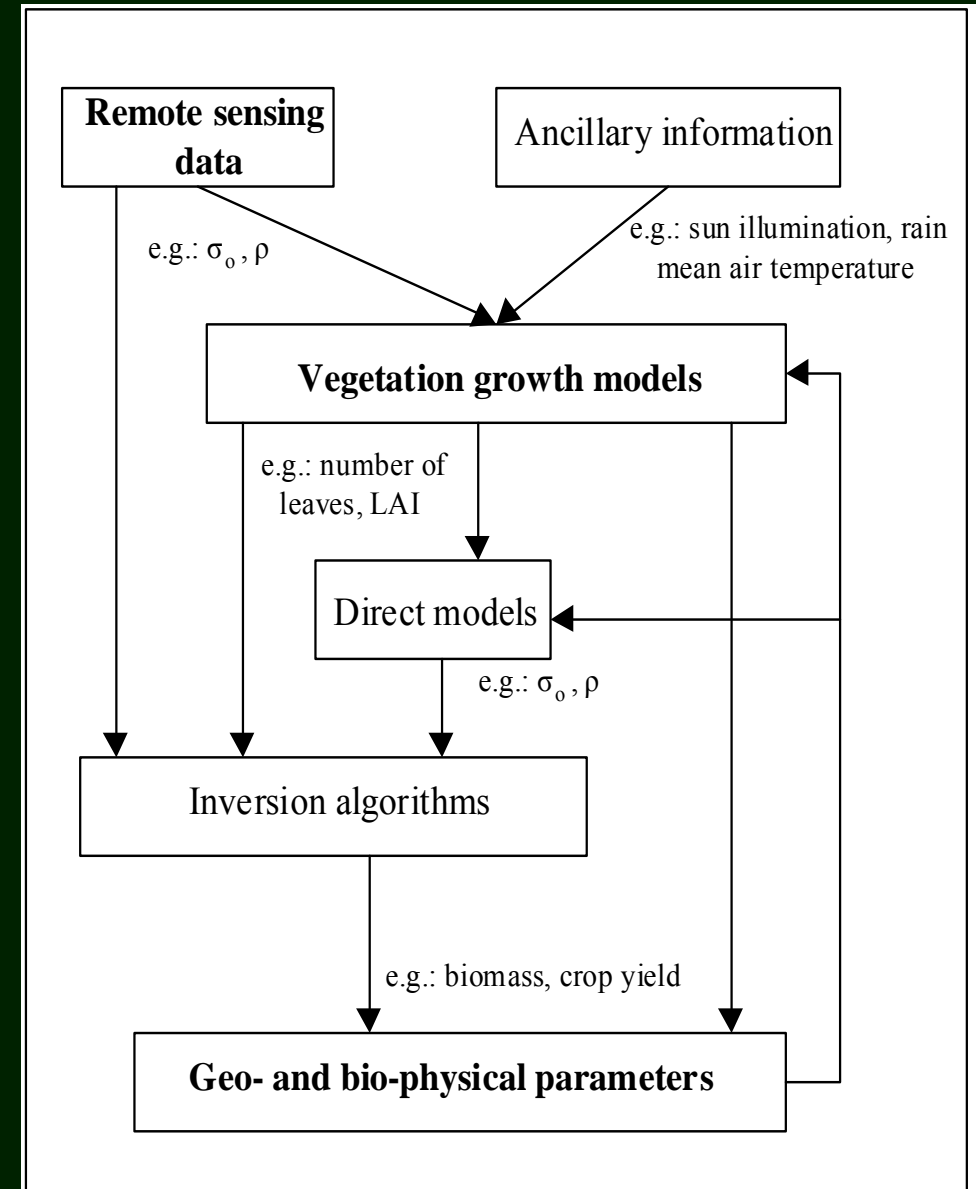 Remote sensing
data
Ancillary information
e.g.: σo, ρ
e.g.: sun illumination, rain
mean air temperature
Vegetation growth models
e.g.: number of
leaves, LAI
Direct models
e.g.: σo, ρ
Inversion algorithms
e.g.: biomass, crop yield
Geo- and bio-physical parameters